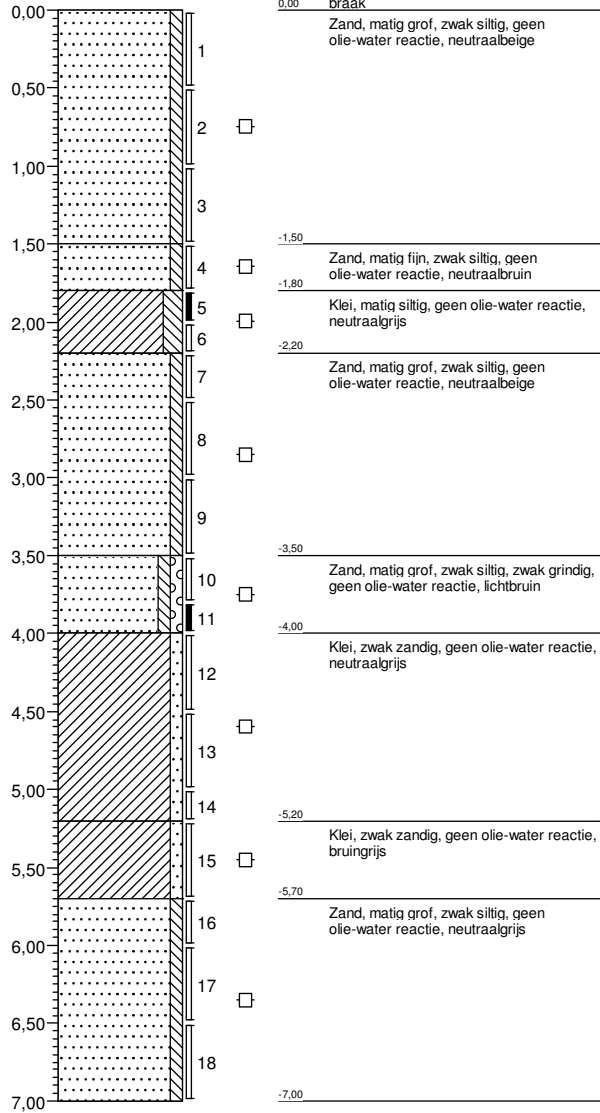 0,00
0,50
1,00
1,50
2,00
2,50
3,00
3,50
4,00
4,50
5,00
5,50
6,00
6,50
7,00
1
2
3
4
5
6
7
8
9
10
11
12
13
14
15
16
17
18
0,00
braak
Zand, matig grof, zwak siltig, geen
olie-water reactie, neutraalbeige
-1,50
Zand, matig fijn, zwak siltig, geen
olie-water reactie, neutraalbruin
-1,80
Klei, matig siltig, geen olie-water reactie,
neutraalgrijs
-2,20
Zand, matig grof, zwak siltig, geen
olie-water reactie, neutraalbeige
-3,50
Zand, matig grof, zwak siltig, zwak grindig,
geen olie-water reactie, lichtbruin
-4,00
Klei, zwak zandig, geen olie-water reactie,
neutraalgrijs
-5,20
Klei, zwak zandig, geen olie-water reactie,
bruingrijs
-5,70
Zand, matig grof, zwak siltig, geen
olie-water reactie, neutraalgrijs
-7,00